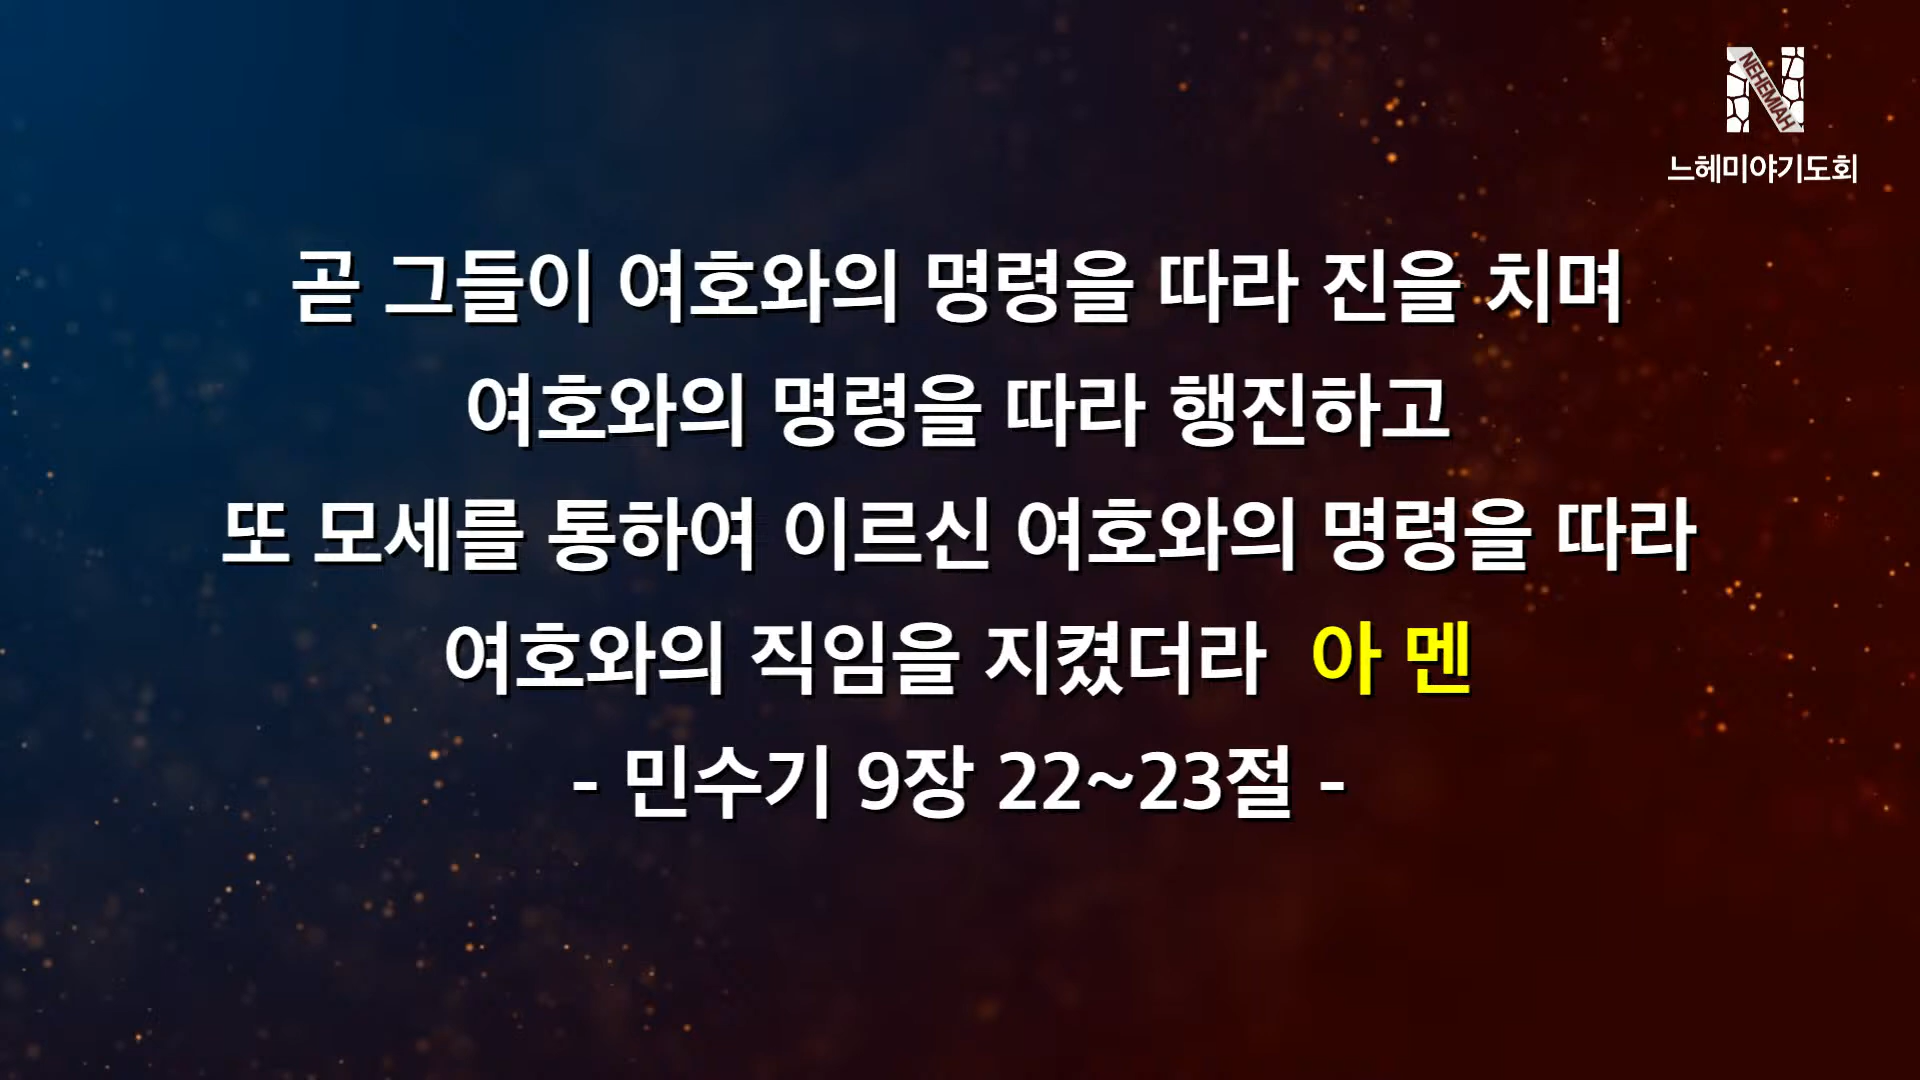 NEHEMIAH
느헤미야기도회
곧 그들이 여호와의 명령을 따라 진을 치며
여호와의 명령을 따라 행진하고
또 모세를 통하여 이르신 여호와의 명령을 따라
여호와의 직임을 지켰더라 아 멘
- 민수기 9장 22~23절 -